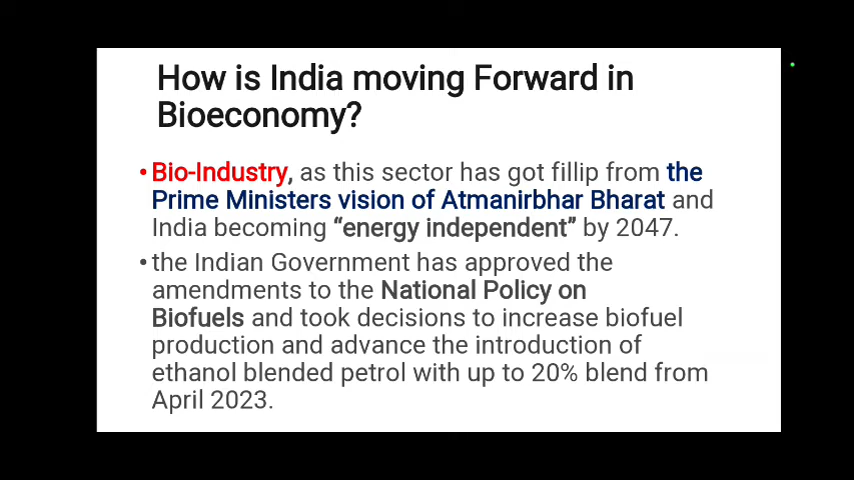 How is India moving Forward in
Bioeconomy?
•Bio-Industry, as this sector has got fillip from the
Prime Ministers vision of Atmanirbhar Bharat and
India becoming “energy independent” by 2047.
•the Indian Government has approved the
amendments to the National Policy on
Biofuels and took decisions to increase biofuel
production and advance the introduction of
ethanol blended petrol with up to 20% blend from
April 2023.